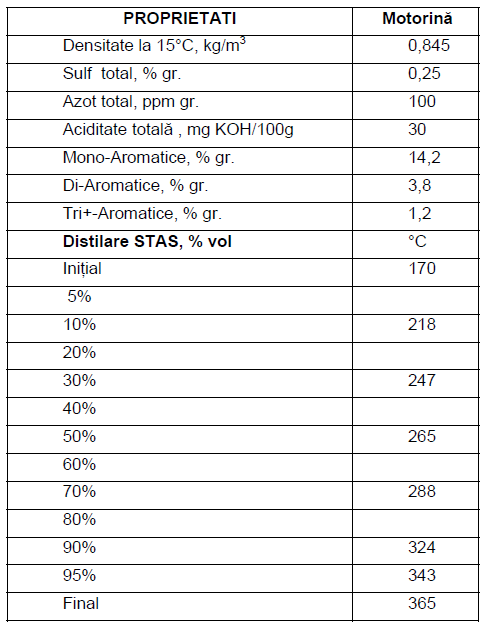 PROPRIETATI Motorină
Densitate la 15°C, kg/m³ 0,845
Sulf total, % gr. 0,25
Azot total, ppm gr. 100
Aciditate totală , mg KOH/100g 30
Mono-Aromatice, % gr. 14,2
Di-Aromatice, % gr. 3,8
Tri+-Aromatice, % gr. 1,2
Distilare STAS, % vol °C
Inițial 170
5%
10% 218
20%
30% 247
40%
50% 265
60%
70% 288
80%
90% 324
95% 343
Final 365